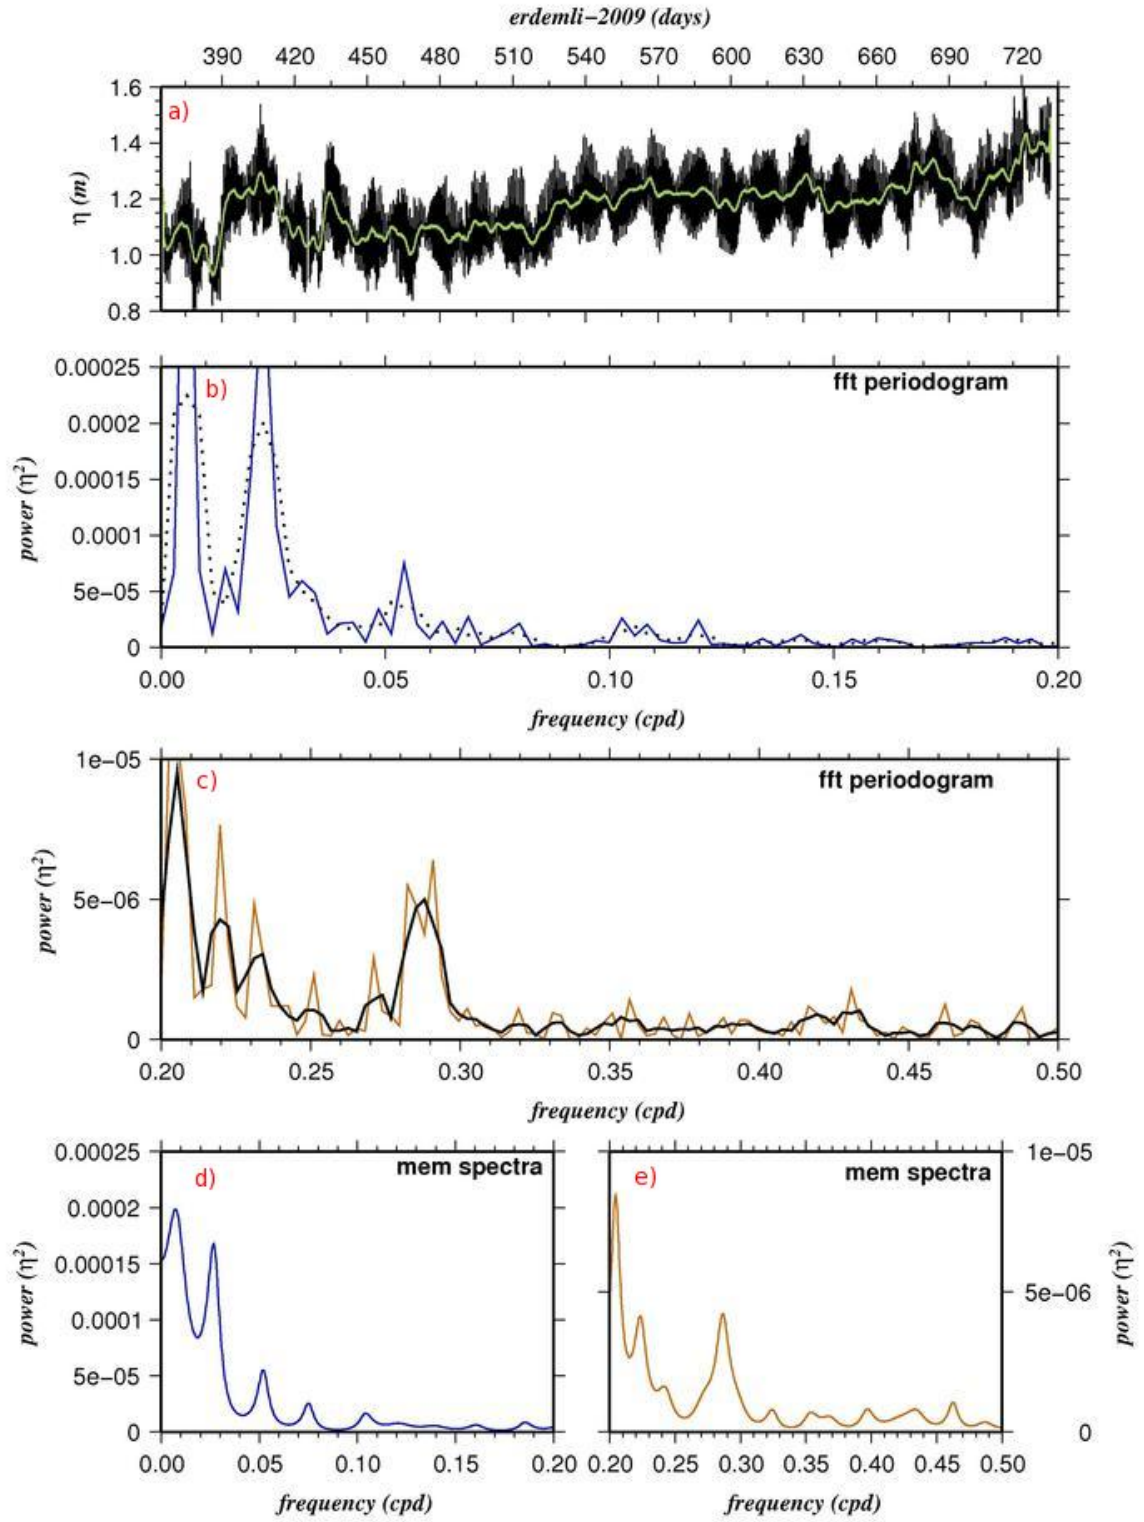 erdemli−2009 (days)
390 420 450 480 510 540 570 600 630 660 690 720
a)
1.6
1.4
1.2
1.0
0.8
η (m)
b)
fft periodogram
0.00025
0.0002
0.00015
0.0001
5e−05
0
power (η²)
0.00 0.05 0.10 0.15 0.20
frequency (cpd)
c)
fft periodogram
1e−05
5e−06
0
power (η²)
0.20 0.25 0.30 0.35 0.40 0.45 0.50
frequency (cpd)
d)
mem spectra
0.00025
0.0002
0.00015
0.0001
5e−05
0
power (η²)
0.00 0.05 0.10 0.15 0.20
frequency (cpd)
e)
mem spectra
1e−05
5e−06
0
power (η²)
0.20 0.25 0.30 0.35 0.40 0.45 0.50
frequency (cpd)